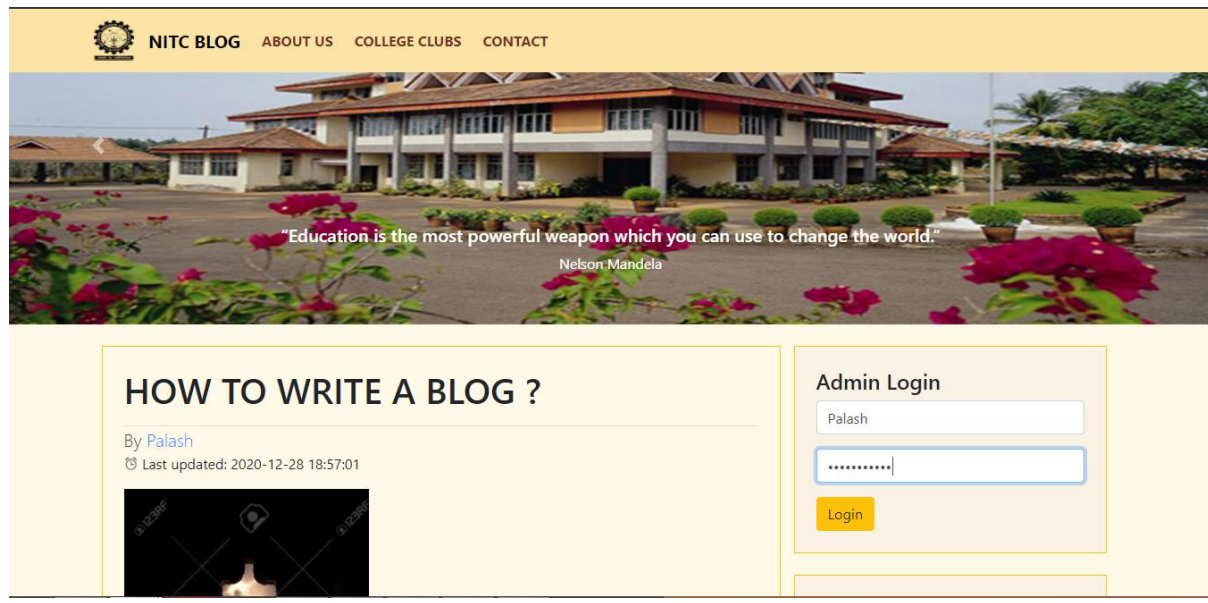 NITC BLOG ABOUT US COLLEGE CLUBS CONTACT
“Education is the most powerful weapon which you can use to change the world.”
Nelson Mandela
HOW TO WRITE A BLOG ?
By Palash
Last updated: 2020-12-28 18:57:01
123RF
123RF
Admin Login
Palash
•••••••••••
Login